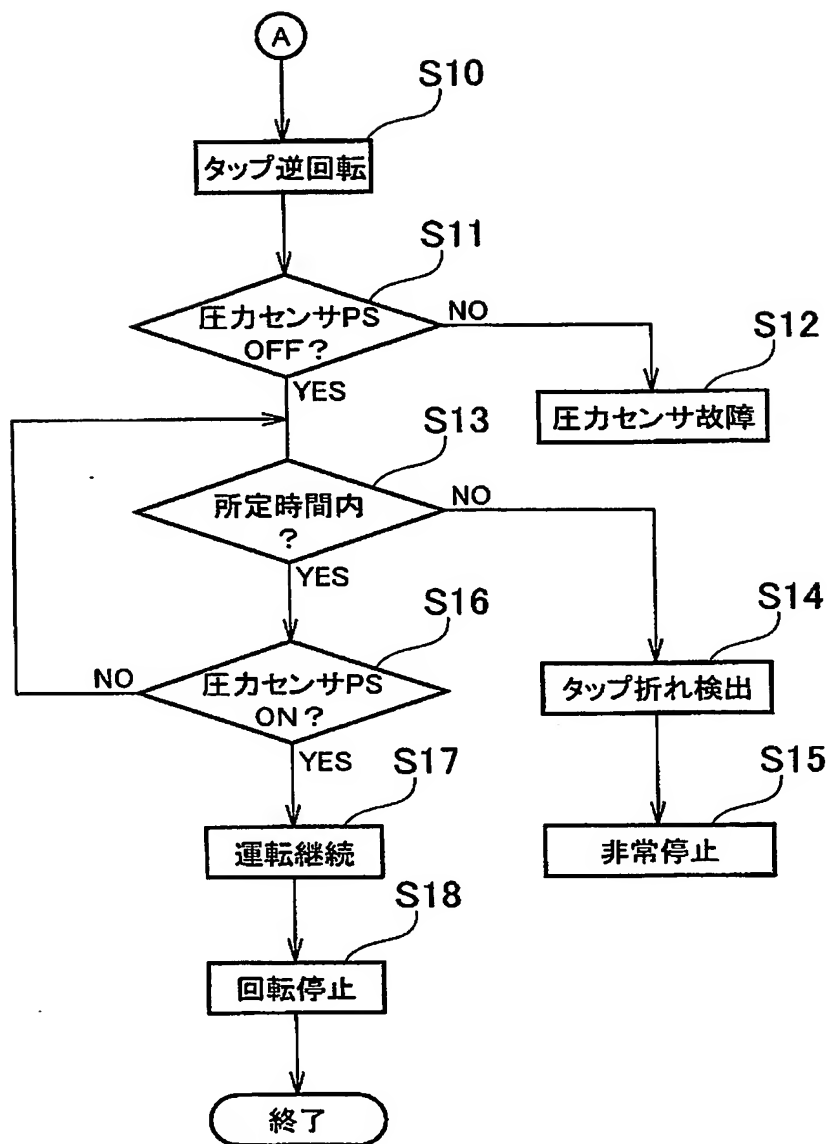 A
S10
タップ逆回転
S11
圧力センサPS
OFF?
NO
YES
S12
圧力センサ故障
S13
所定時間内
?
NO
YES
S14
タップ折れ検出
S15
非常停止
S16
圧力センサPS
ON?
NO
YES
S17
運転継続
S18
回転停止
終了